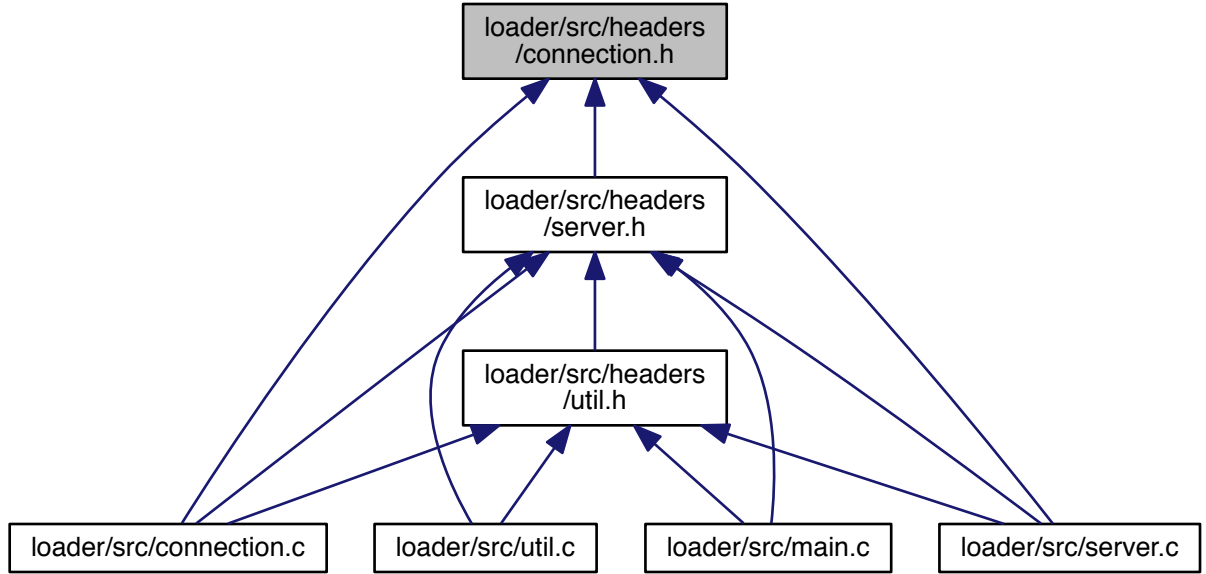 loader/src/headers
/connection.h
loader/src/headers
/server.h
loader/src/headers
/util.h
loader/src/connection.c
loader/src/util.c
loader/src/main.c
loader/src/server.c